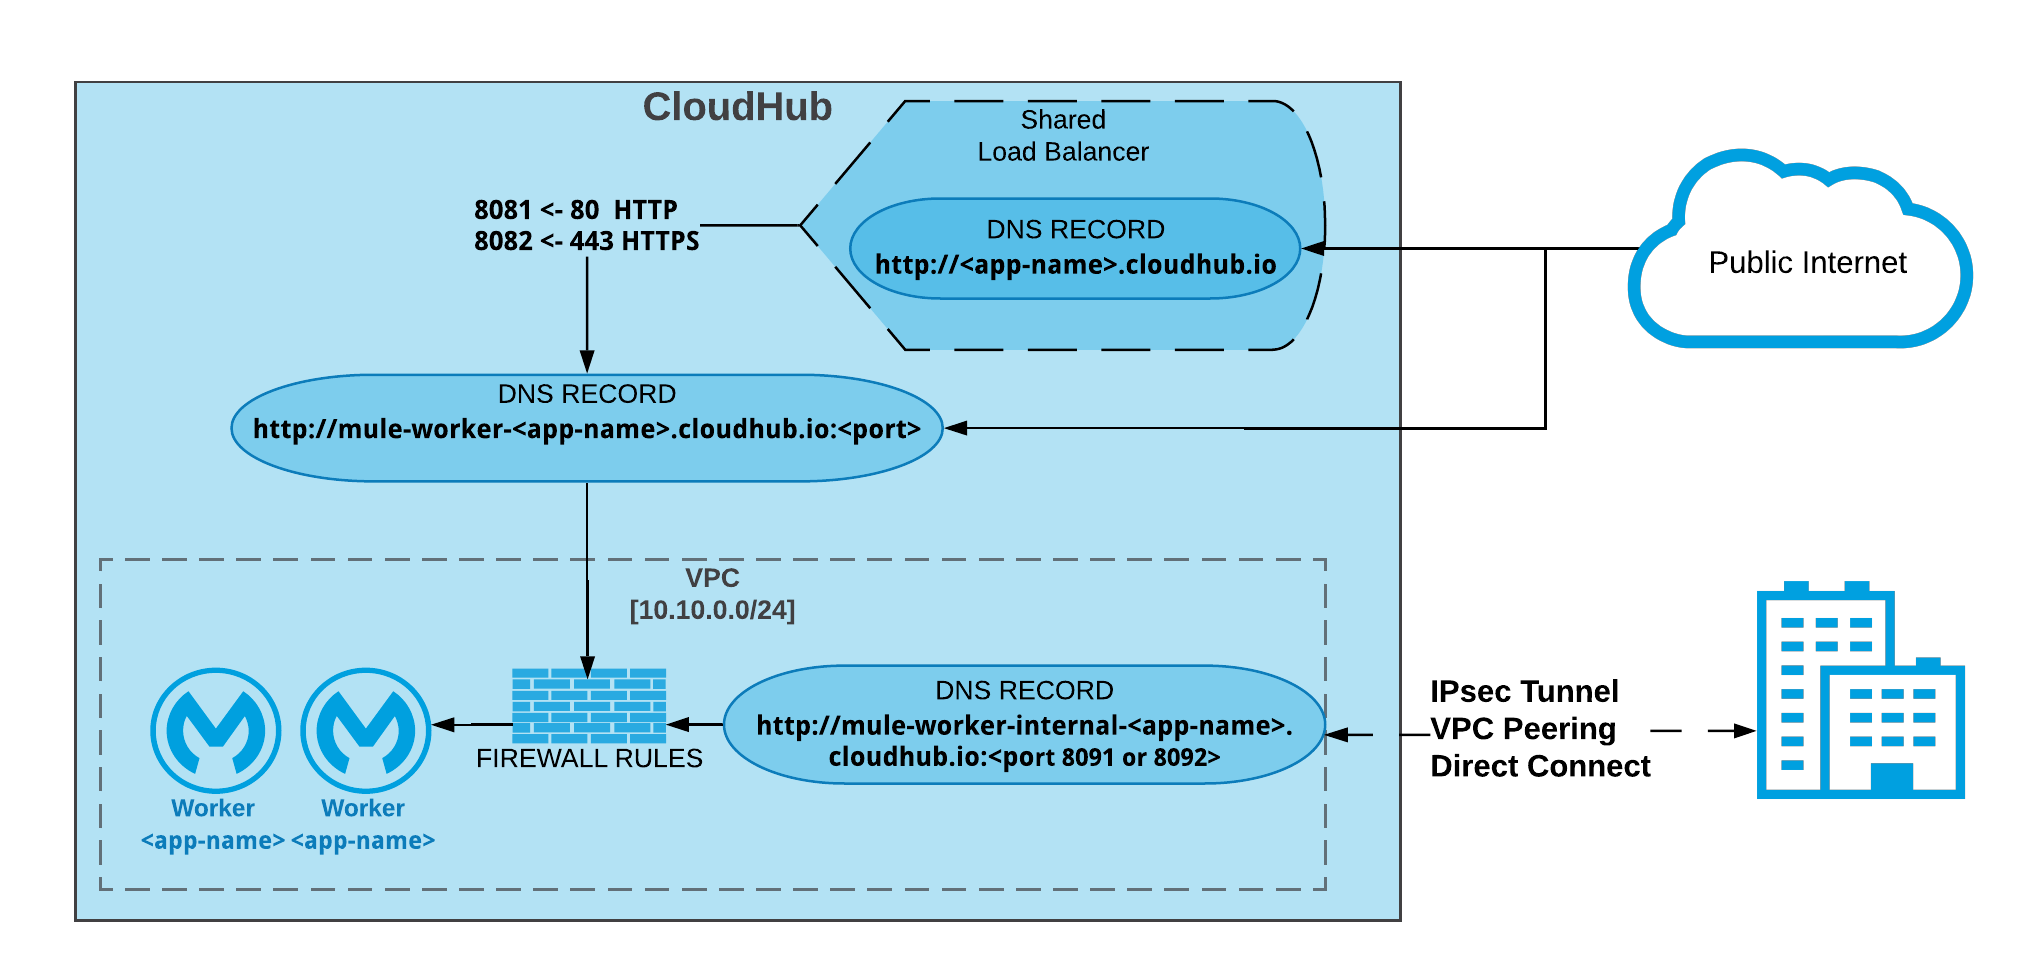 CloudHub
Shared
Load Balancer
DNS RECORD
http://<app-name>.cloudhub.io
8081 <- 80  HTTP
8082 <- 443 HTTPS
Public Internet
DNS RECORD
http://mule-worker-<app-name>.cloudhub.io:<port>
VPC
[10.10.0.0/24]
DNS RECORD
http://mule-worker-internal-<app-name>.
cloudhub.io:<port 8091 or 8092>
FIREWALL RULES
Worker
<app-name>
Worker
<app-name>
IPsec Tunnel
VPC Peering
Direct Connect